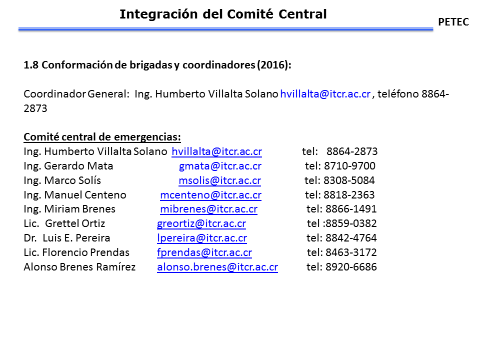 Integración del Comité Central
PETEC
1.8 Conformación de brigadas y coordinadores (2016):
Coordinador General: Ing. Humberto Villalta Solano hvillalta@itcr.ac.cr , teléfono 8864-
2873
Comité central de emergencias:
Ing. Humberto Villalta Solano hvillalta@itcr.ac.cr tel: 8864-2873
Ing. Gerardo Mata gmata@itcr.ac.cr tel: 8710-9700
Ing. Marco Solís msolis@itcr.ac.cr tel: 8308-5084
Ing. Manuel Centeno mcenteno@itcr.ac.cr tel: 8818-2363
Ing. Miriam Brenes mibrenes@itcr.ac.cr tel: 8866-1491
Lic. Grettel Ortiz greortiz@itcr.ac.cr tel :8859-0382
Dr. Luis E. Pereira lpereira@itcr.ac.cr tel: 8842-4764
Lic. Florencio Prendas fprendas@itcr.ac.cr tel: 8463-3172
Alonso Brenes Ramírez alonso.brenes@itcr.ac.cr tel: 8920-6686